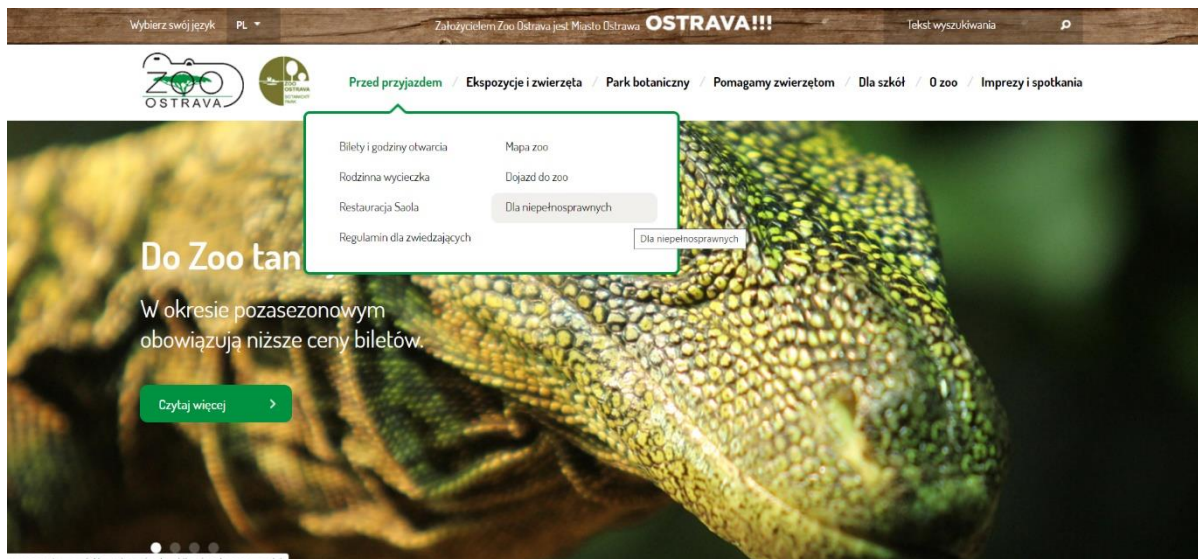 Wybierz swój język PL
Założycielem Zoo Ostrava jest Miasto Ostrawa OSTRAVA!!!
Tekst wyszukiwania
ZOO
OSTRAVA
ZOO
OSTRAVA
Przed przyjazdem / Ekspozycje i zwierzęta / Park botaniczny / Pomagamy zwierzętom / Dla szkół / O zoo / Imprezy i spotkania
Bilety i godziny otwarcia
Rodzinna wycieczka
Restauracja Saola
Regulamin dla zwiedzających
Mapa zoo
Dojazd do zoo
Dla niepełnosprawnych
Dla niepełnosprawnych
Do Zoo tan
W okresie pozasezonowym
obowiązują niższe ceny biletów.
Czytaj więcej